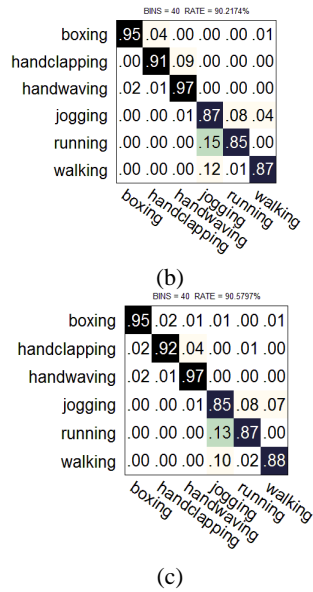 BINS = 40 RATE = 90.2174%
boxing .95 .04 .00 .00 .00 .01
handclapping .00 .91 .09 .00 .00 .00
handwaving .02 .01 .97 .00 .00 .00
jogging .00 .00 .01 .87 .08 .04
running .00 .00 .00 .15 .85 .00
walking .00 .00 .00 .12 .01 .87
boxing handclapping handwaving jogging running walking
(b)
BINS = 40 RATE = 90.5797%
boxing .95 .02 .01 .01 .00 .01
handclapping .02 .92 .04 .00 .01 .00
handwaving .02 .01 .97 .00 .00 .00
jogging .00 .00 .01 .85 .08 .07
running .00 .00 .00 .13 .87 .00
walking .00 .00 .00 .10 .02 .88
boxing handclapping handwaving jogging running walking
(c)